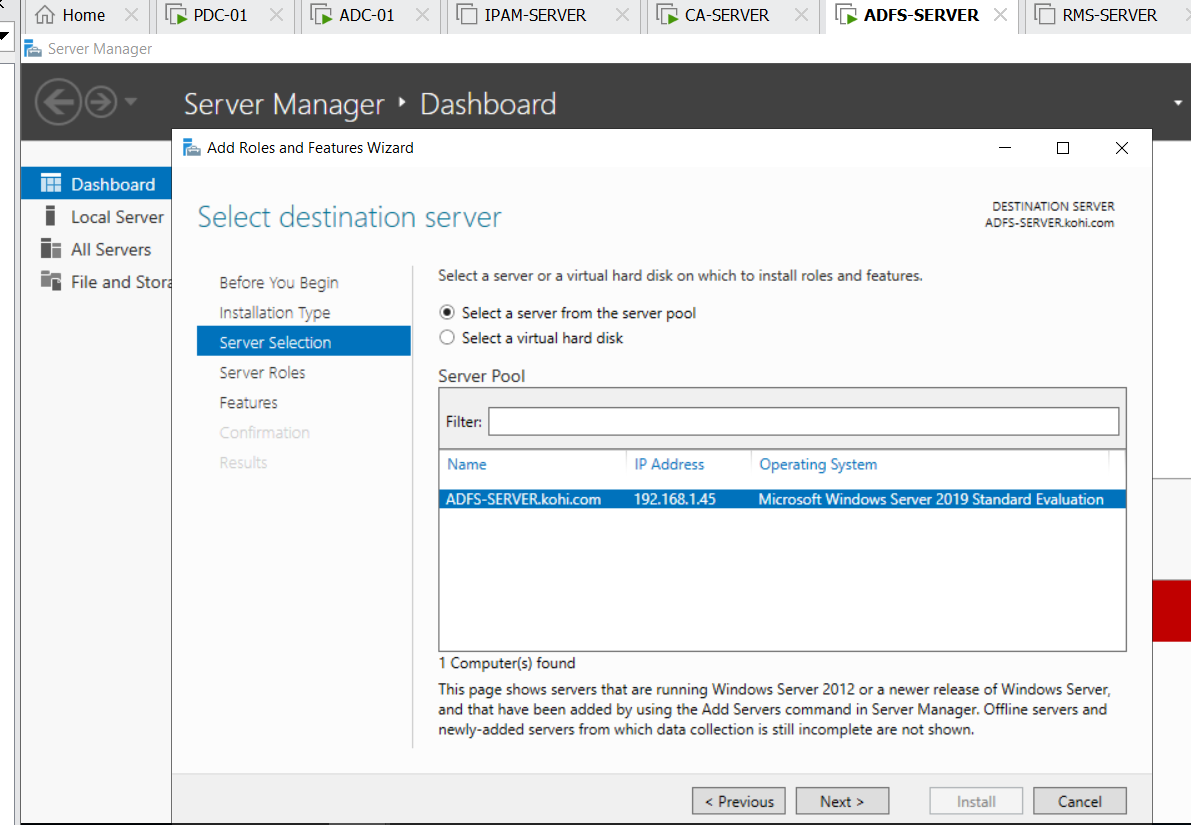 Home
PDC-01
ADC-01
IPAM-SERVER
CA-SERVER
ADFS-SERVER
RMS-SERVER
Server Manager
Server Manager ‣ Dashboard
Add Roles and Features Wizard
Dashboard
Local Server
All Servers
File and Stora
Select destination server
DESTINATION SERVER
ADFS-SERVER.kohi.com
Before You Begin
Installation Type
Server Selection
Server Roles
Features
Confirmation
Results
Select a server or a virtual hard disk on which to install roles and features.
Select a server from the server pool
Select a virtual hard disk
Server Pool
Filter:
Name IP Address Operating System
ADFS-SERVER.kohi.com 192.168.1.45 Microsoft Windows Server 2019 Standard Evaluation
1 Computer(s) found
This page shows servers that are running Windows Server 2012 or a newer release of Windows Server,
and that have been added by using the Add Servers command in Server Manager. Offline servers and
newly-added servers from which data collection is still incomplete are not shown.
< Previous
Next >
Install
Cancel